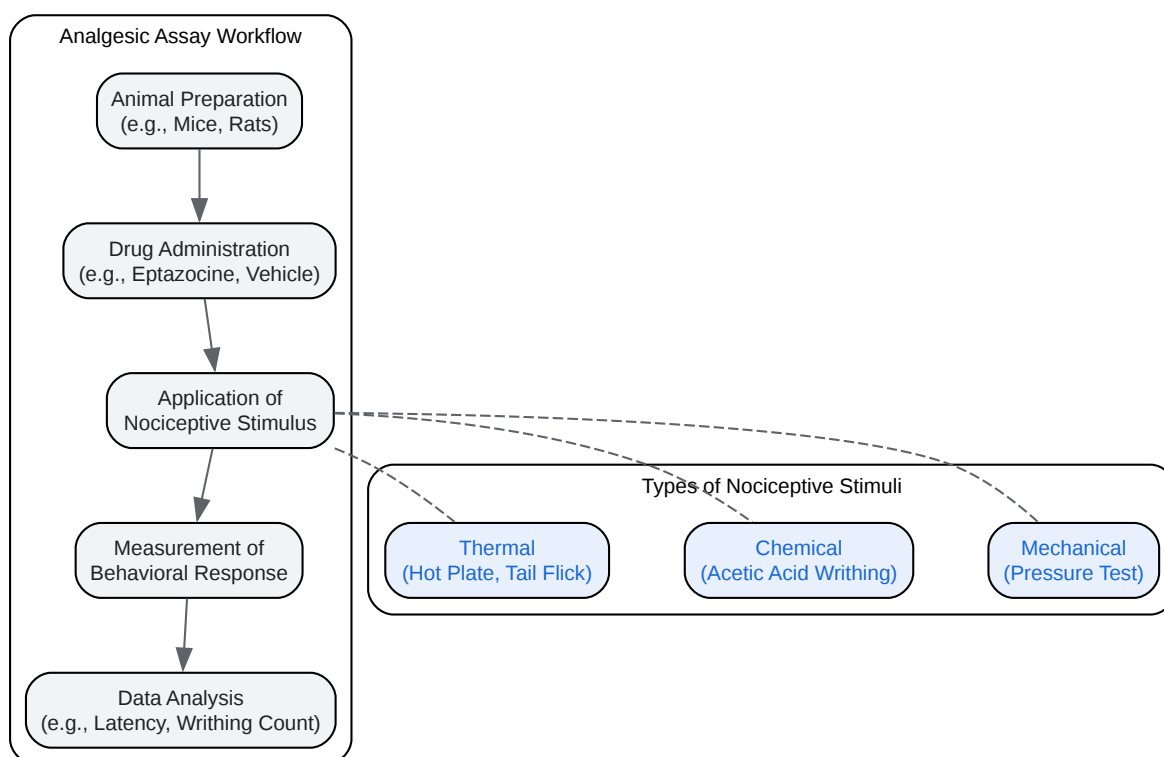 Analgesic Assay Workflow
Animal Preparation
(e.g., Mice, Rats)
Drug Administration
(e.g., Eptazocine, Vehicle)
Application of
Nociceptive Stimulus
Measurement of
Behavioral Response
Data Analysis
(e.g., Latency, Writhing Count)
Types of Nociceptive Stimuli
Thermal
(Hot Plate, Tail Flick)
Chemical
(Acetic Acid Writhing)
Mechanical
(Pressure Test)